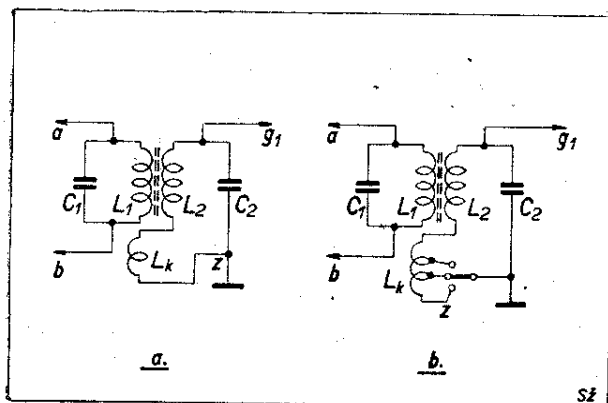 a g1 a g1
C1 L1 L2 C2 C1 L1 L2 C2
b Lk z b Lk z
a. b.
SŽ